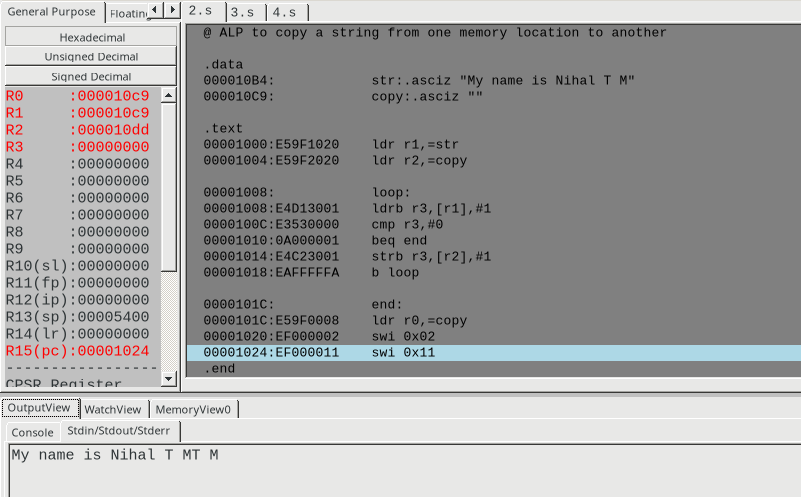 General Purpose
Floating
2.s
3.s
4.s
Hexadecimal
Unsigned Decimal
Signed Decimal
R0 :000010c9
R1 :000010c9
R2 :000010dd
R3 :00000000
R4 :00000000
R5 :00000000
R6 :00000000
R7 :00000000
R8 :00000000
R9 :00000000
R10(sl):00000000
R11(fp):00000000
R12(ip):00000000
R13(sp):00005400
R14(lr):00000000
R15(pc):00001024
-----------------
CPSR Register
@ ALP to copy a string from one memory location to another
.data
000010B4: str:.asciz "My name is Nihal T M"
000010C9: copy:.asciz ""
.text
00001000:E59F1020 ldr r1,=str
00001004:E59F2020 ldr r2,=copy
00001008: loop:
00001008:E4D13001 ldrb r3,[r1],#1
0000100C:E3530000 cmp r3,#0
00001010:0A000001 beq end
00001014:E4C23001 strb r3,[r2],#1
00001018:EAFFFFFA b loop
0000101C: end:
0000101C:E59F0008 ldr r0,=copy
00001020:EF000002 swi 0x02
00001024:EF000011 swi 0x11
.end
OutputView
WatchView
MemoryView0
Console
Stdin/Stdout/Stderr
My name is Nihal T MT M